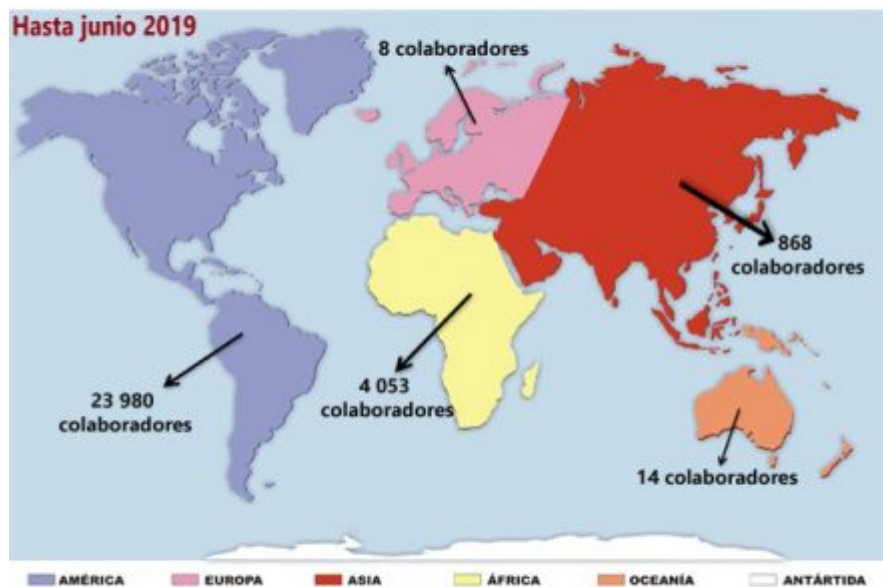 Hasta junio 2019
8 colaboradores
868
colaboradores
4 053
colaboradores
23 980
colaboradores
14 colaboradores
AMÉRICA EUROPA ASIA ÁFRICA OCEANÍA ANTÁRTIDA